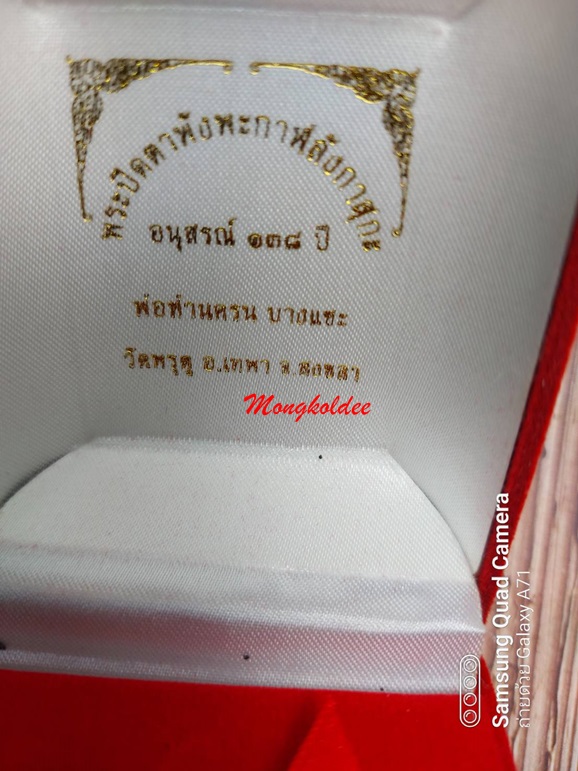 พระปิดตาพังพะกาฬลังกาสุกะ
อนุสรณ์ ๑๓๘ ปี
พ่อท่านครน บางแซะ
วัดพรุตู อ.เทพา จ.สงขลา
Mongkoldee
Samsung Quad Camera
ถ่ายด้วย Galaxy A71